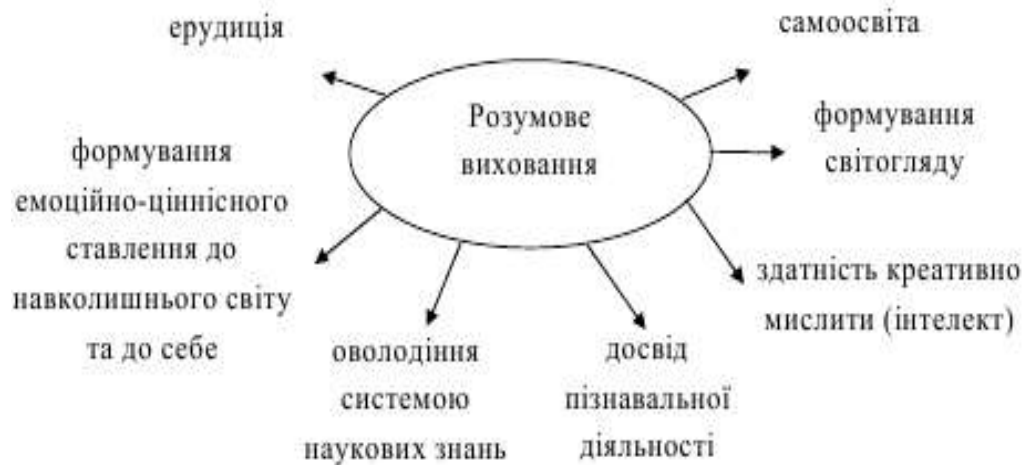 ерудиція
самоосвіта
Розумове
виховання
формування
світогляду
формування
емоційно-ціннісного
ставлення до
навколишнього світу
та до себе
здатність креативно
мислити (інтелект)
оволодіння
системою
наукових знань
досвід
пізнавальної
діяльності